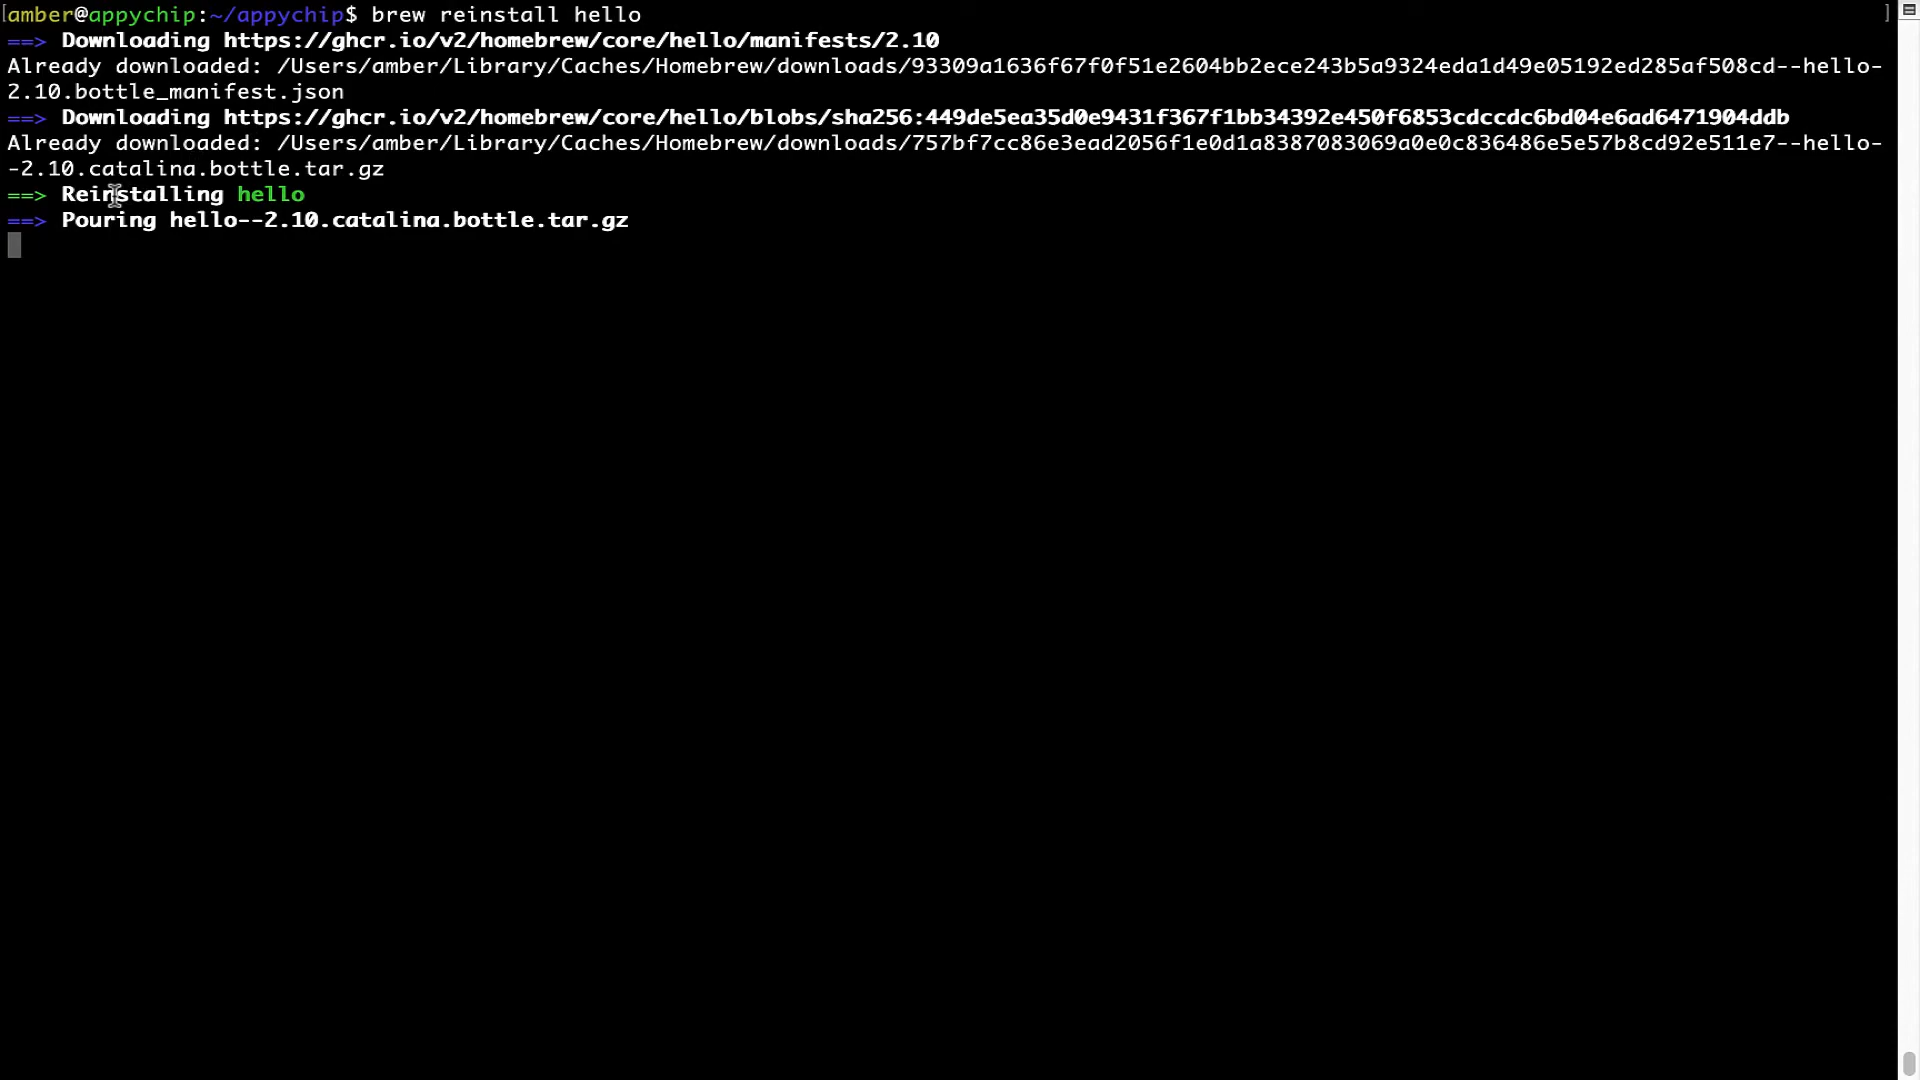 [amber@appychip:~/appychip$ brew reinstall hello ]
==> Downloading https://ghcr.io/v2/homebrew/core/hello/manifests/2.10
Already downloaded: /Users/amber/Library/Caches/Homebrew/downloads/93309a1636f67f0f51e2604bb2ece243b5a9324eda1d49e05192ed285af508cd--hello-
2.10.bottle_manifest.json
==> Downloading https://ghcr.io/v2/homebrew/core/hello/blobs/sha256:449de5ea35d0e9431f367f1bb34392e450f6853cdccdc6bd04e6ad6471904ddb
Already downloaded: /Users/amber/Library/Caches/Homebrew/downloads/757bf7cc86e3ead2056f1e0d1a8387083069a0e0c836486e5e57b8cd92e511e7--hello-
-2.10.catalina.bottle.tar.gz
==> Reinstalling hello
==> Pouring hello--2.10.catalina.bottle.tar.gz